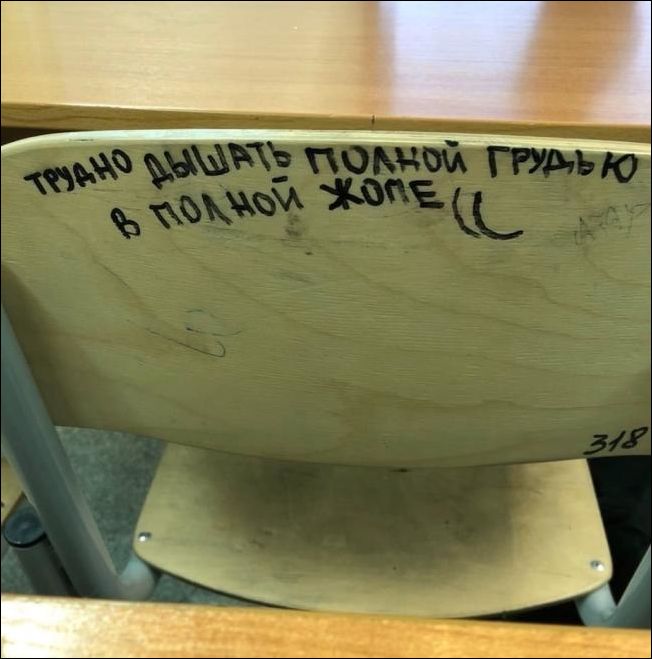 ТРУДНО ДЫШАТЬ ПОЛНОЙ ГРУДЬЮ
В ПОЛНОЙ ЖОПЕ((
318